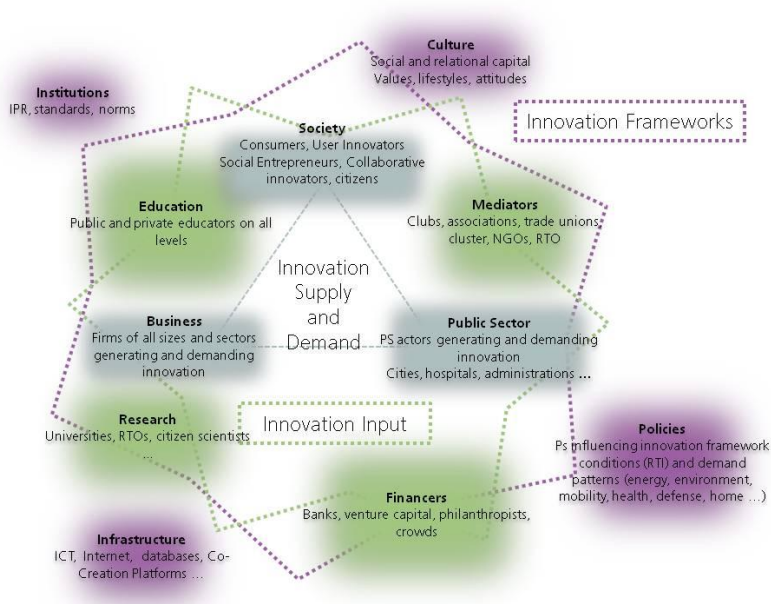 Culture
Social and relational capital
Values, lifestyles, attitudes
Institutions
IPR, standards, norms
Innovation Frameworks
Society
Consumers, User Innovators
Social Entrepreneurs, Collaborative
innovators, citizens
Education
Public and private educators on all
levels
Mediators
Clubs, associations, trade unions,
cluster, NGOs, RTO
Innovation
Supply
and
Demand
Business
Firms of all sizes and sectors
generating and demanding
innovation
Public Sector
PS actors generating and demanding
innovation
Cities, hospitals, administrations ...
Research
Universities, RTOs, citizen scientists
...
Innovation Input
Policies
Ps influencing innovation framework
conditions (RTI) and demand
patterns (energy, environment,
mobility, health, defense, home ...)
Financers
Banks, venture capital, philanthropists,
crowds
Infrastructure
ICT, Internet, databases, Co-
Creation Platforms ...